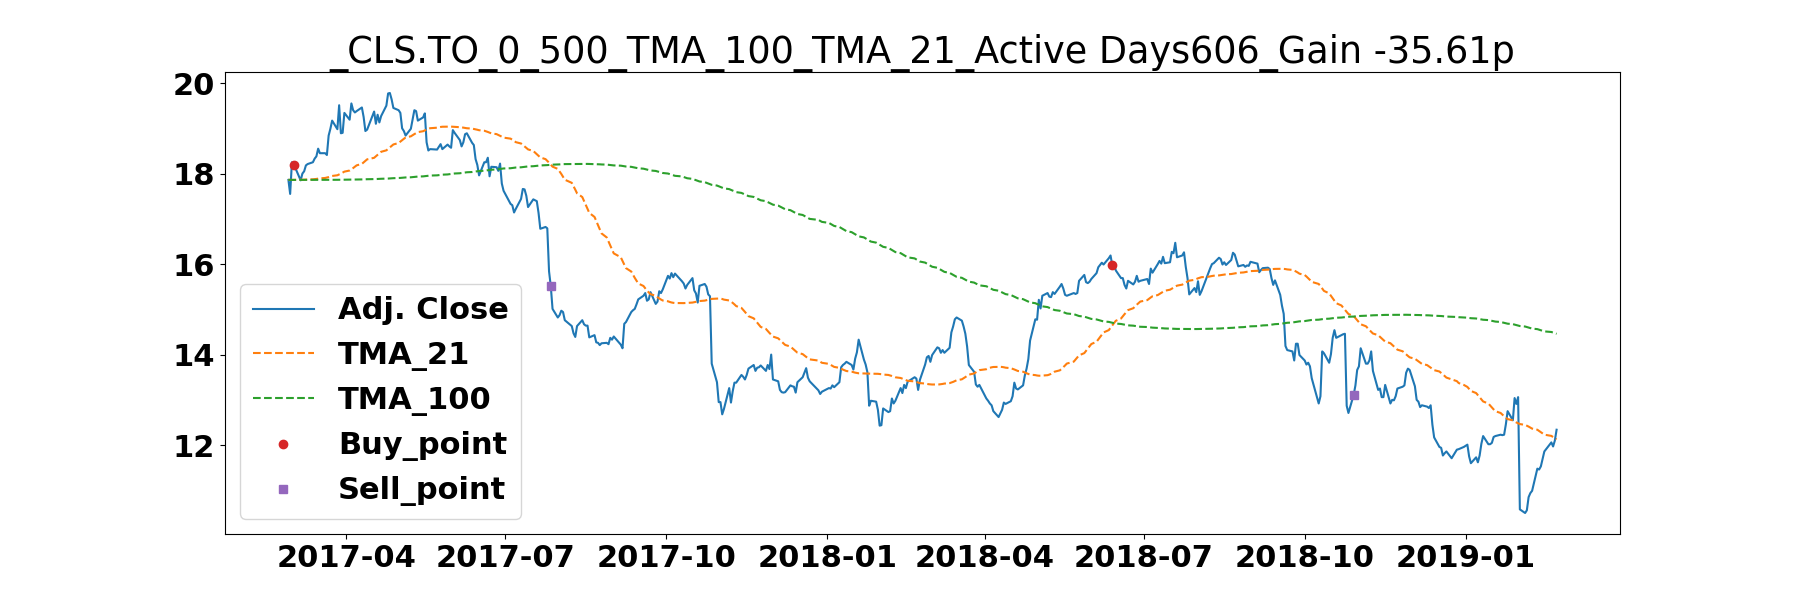 _CLS.TO_0_500_TMA_100_TMA_21_Active Days606_Gain -35.61p
20
18
16
14
12
Adj. Close
TMA_21
TMA_100
Buy_point
Sell_point
2017-04 2017-07 2017-10 2018-01 2018-04 2018-07 2018-10 2019-01